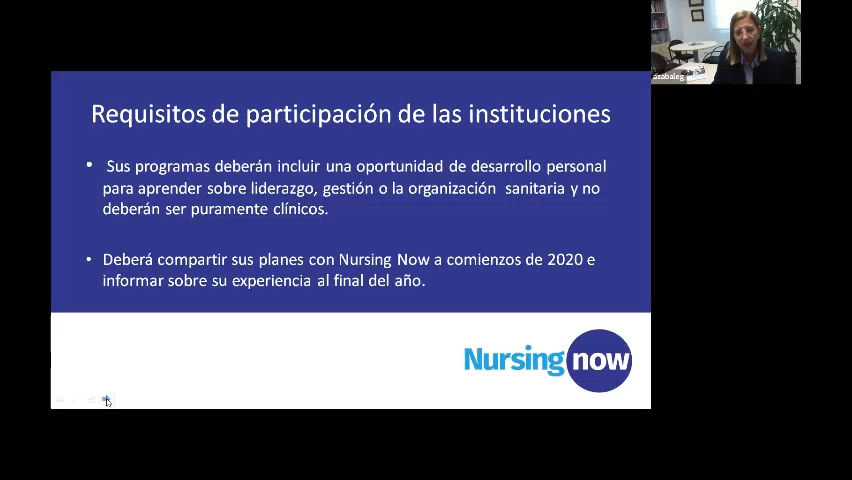 azabaleg
Requisitos de participación de las instituciones
• Sus programas deberán incluir una oportunidad de desarrollo personal
para aprender sobre liderazgo, gestión o la organización sanitaria y no
deberán ser puramente clínicos.
• Deberá compartir sus planes con Nursing Now a comienzos de 2020 e
informar sobre su experiencia al final del año.
Nursing now